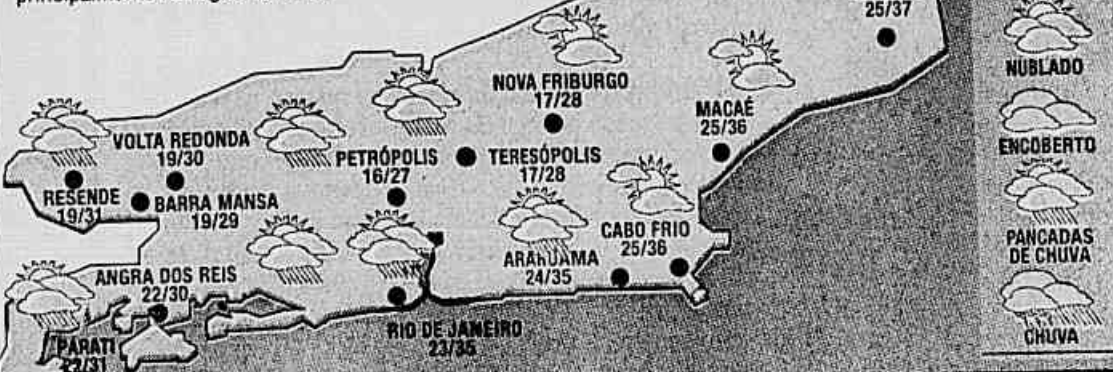 25/37
NOVA FRIBURGO
17/28
MACAÉ
25/36
VOLTA REDONDA
19/30
PETRÓPOLIS
16/27
TERESÓPOLIS
17/28
RESENDE
19/31
BARRA MANSA
19/29
CABO FRIO
25/36
ARARUAMA
24/35
ANGRA DOS REIS
22/30
RIO DE JANEIRO
23/35
PARATI
22/31
NUBLADO
ENCOBERTO
PANCADAS
DE CHUVA
CHUVA